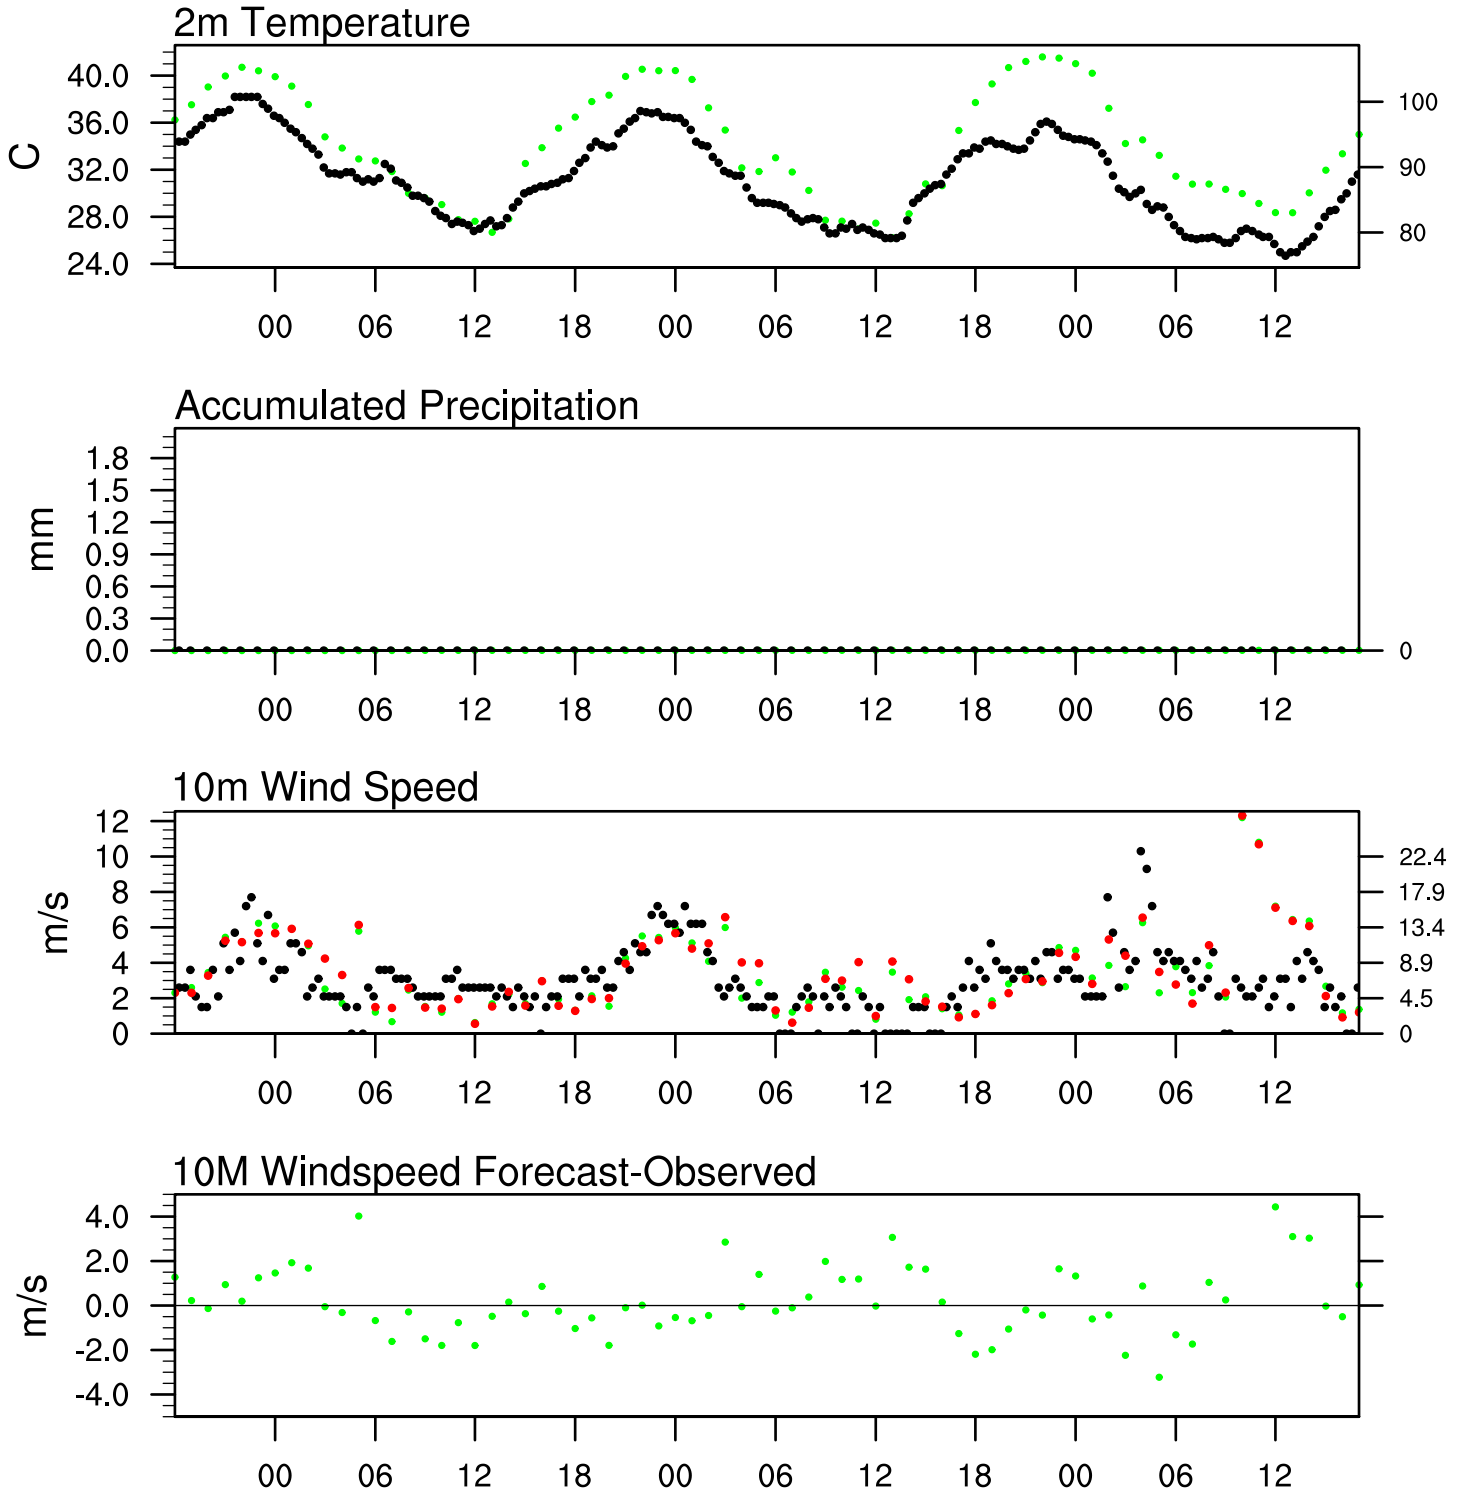 2m Temperature
40.0
36.0
32.0
28.0
24.0
C
100
90
80
00 06 12 18 00 06 12 18 00 06 12
Accumulated Precipitation
1.8
1.5
1.2
0.9
0.6
0.3
0.0
mm
0
00 06 12 18 00 06 12 18 00 06 12
10m Wind Speed
12
10
8
6
4
2
0
m/s
22.4
17.9
13.4
8.9
4.5
0
00 06 12 18 00 06 12 18 00 06 12
10M Windspeed Forecast-Observed
4.0
2.0
0.0
-2.0
-4.0
m/s
00 06 12 18 00 06 12 18 00 06 12